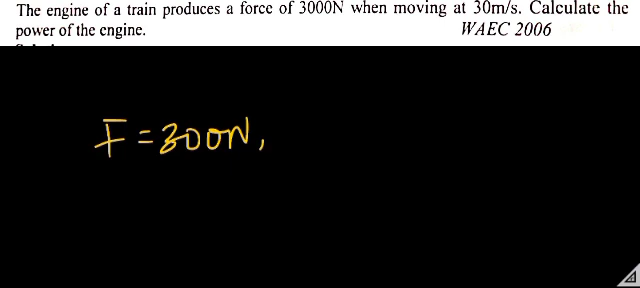 The engine of a train produces a force of 3000N when moving at 30m/s. Calculate the
power of the engine. WAEC 2006
F = 300N,